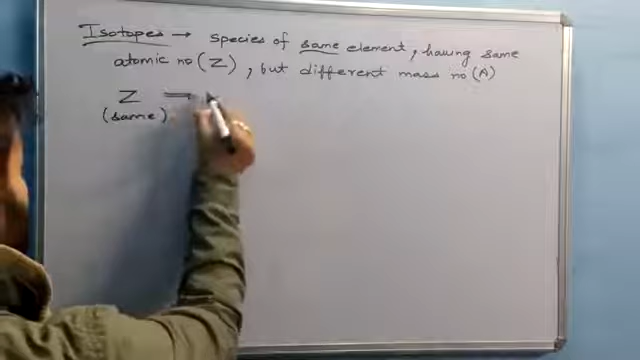 Isotopes → species of same element, having same
atomic no (Z), but different mass no (A)
Z →
(same)